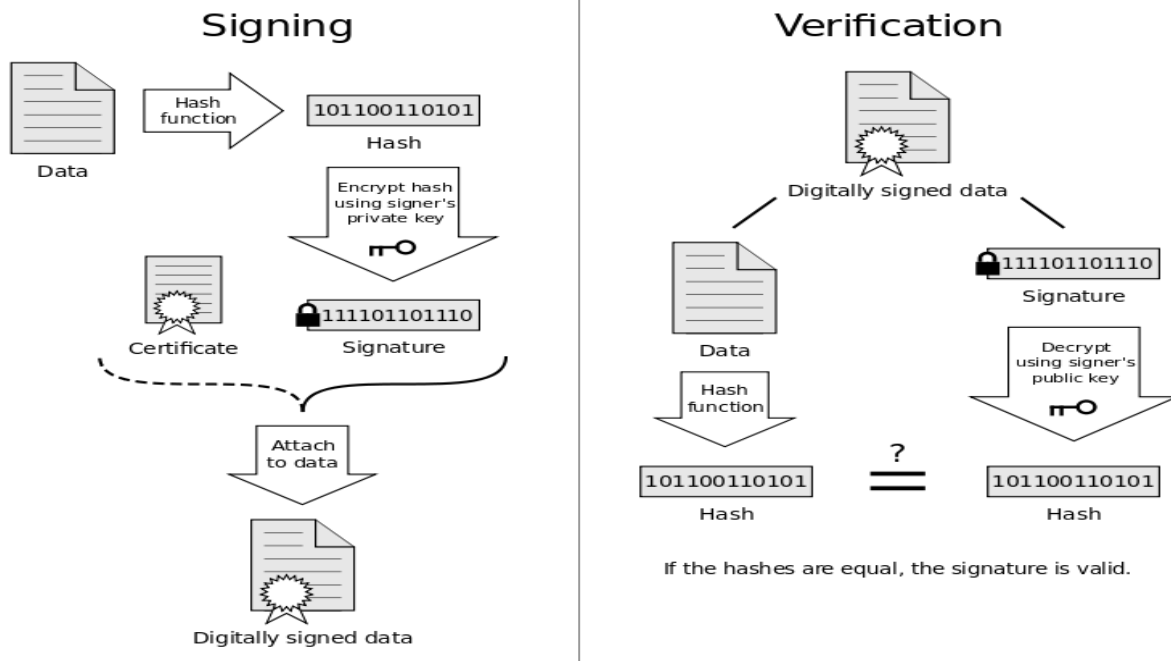 Signing
Hash
function
101100110101
Hash
Data
Encrypt hash
using signer's
private key
111101101110
Certificate
Signature
Attach
to data
Digitally signed data
Verification
Digitally signed data
111101101110
Signature
Data
Hash
function
Decrypt
using signer's
public key
?
101100110101
=
101100110101
Hash
Hash
If the hashes are equal, the signature is valid.